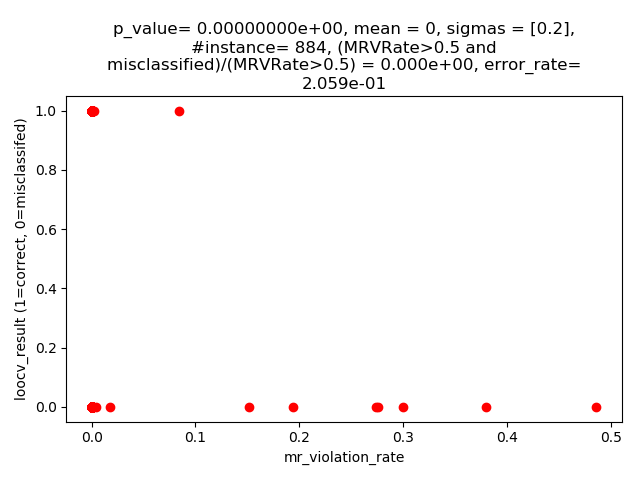 p_value= 0.00000000e+00, mean = 0, sigmas = [0.2],
#instance= 884, (MRVRate>0.5 and
misclassified)/(MRVRate>0.5) = 0.000e+00, error_rate=
2.059e-01
loocv_result (1=correct, 0=misclassifed)
1.0
0.8
0.6
0.4
0.2
0.0
0.0 0.1 0.2 0.3 0.4 0.5
mr_violation_rate